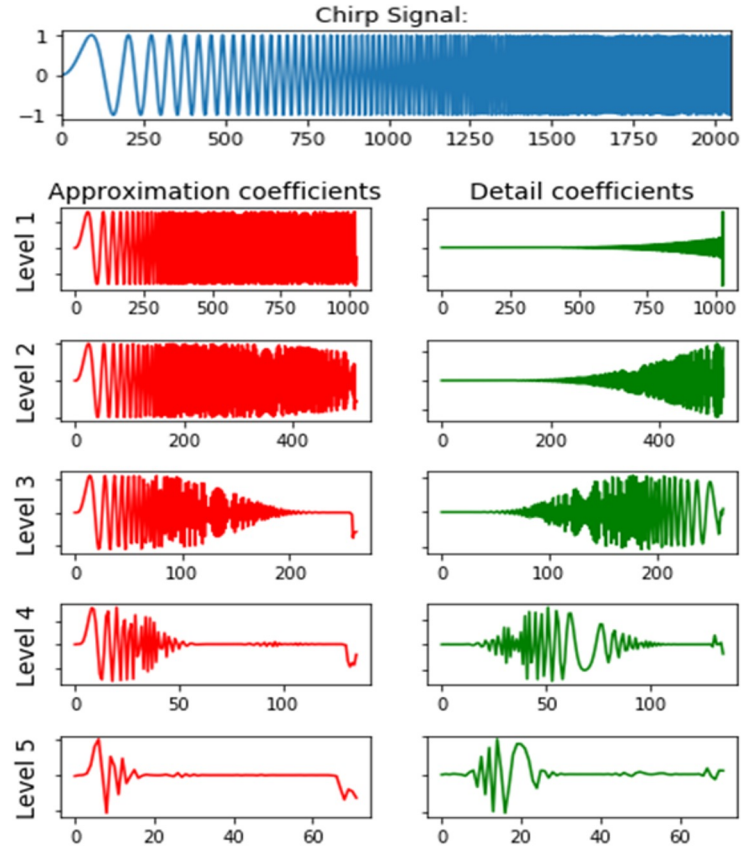 Chirp Signal:
1
0
−1
0 250 500 750 1000 1250 1500 1750 2000
Approximation coefficients Detail coefficients
Level 1
0 250 500 750 1000 0 250 500 750 1000
Level 2
0 200 400 0 200 400
Level 3
0 100 200 0 100 200
Level 4
0 50 100 0 50 100
Level 5
0 20 40 60 0 20 40 60